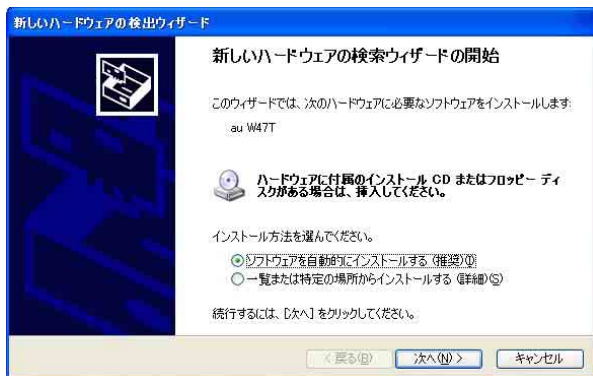 新しいハードウェアの検出ウィザード
新しいハードウェアの検索ウィザードの開始
このウィザードでは、次のハードウェアに必要なソフトウェアをインストールします:
au W47T
ハードウェアに付属のインストール CD またはフロッピー ディ
スクがある場合は、挿入してください。
インストール方法を選んでください。
ソフトウェアを自動的にインストールする (推奨)(I)
一覧または特定の場所からインストールする (詳細)(S)
続行するには、[次へ] をクリックしてください。
< 戻る(B) 次へ(N) > キャンセル